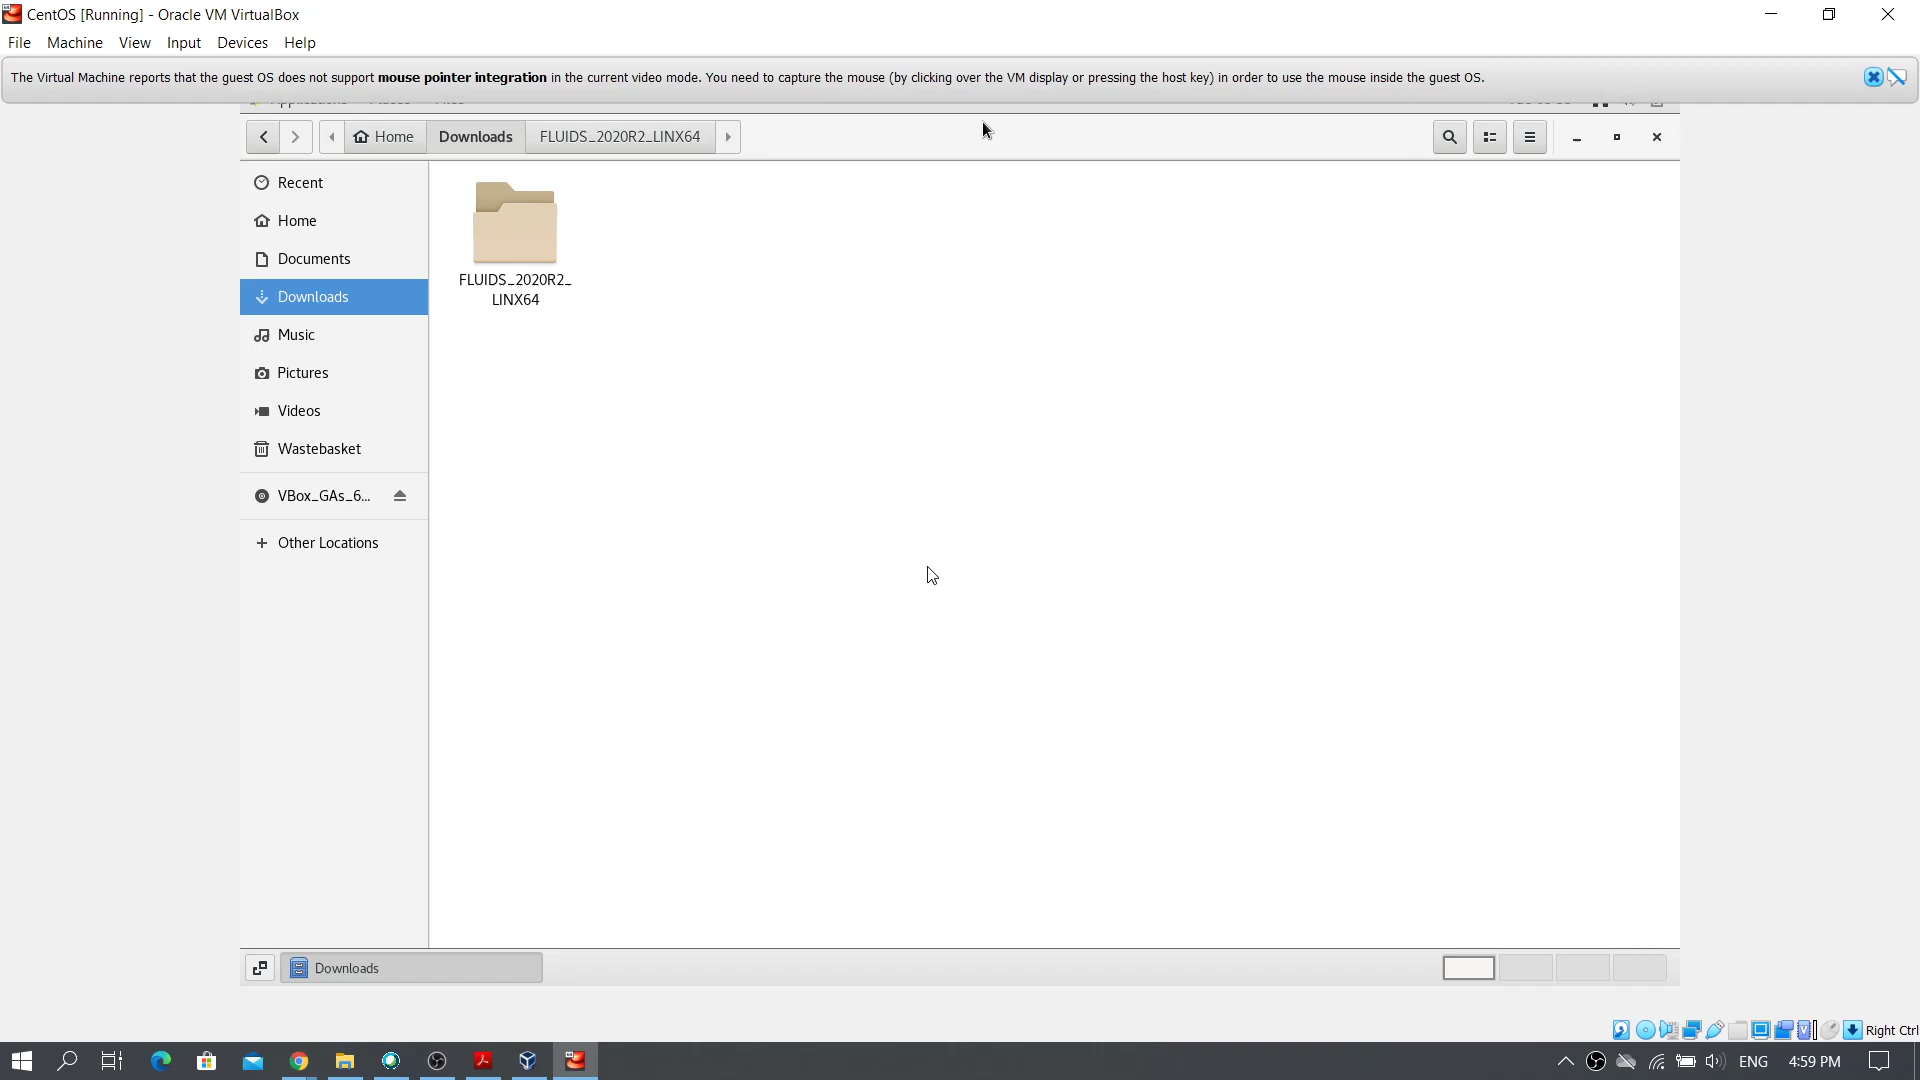 CentOS [Running] - Oracle VM VirtualBox
File Machine View Input Devices Help
The Virtual Machine reports that the guest OS does not support mouse pointer integration in the current video mode. You need to capture the mouse (by clicking over the VM display or pressing the host key) in order to use the mouse inside the guest OS.
Home Downloads FLUIDS_2020R2_LINX64
Recent
Home
Documents
Downloads
Music
Pictures
Videos
Wastebasket
VBox_GAs_6...
Other Locations
FLUIDS_2020R2_
LINX64
Downloads
Right Ctrl
ENG 4:59 PM